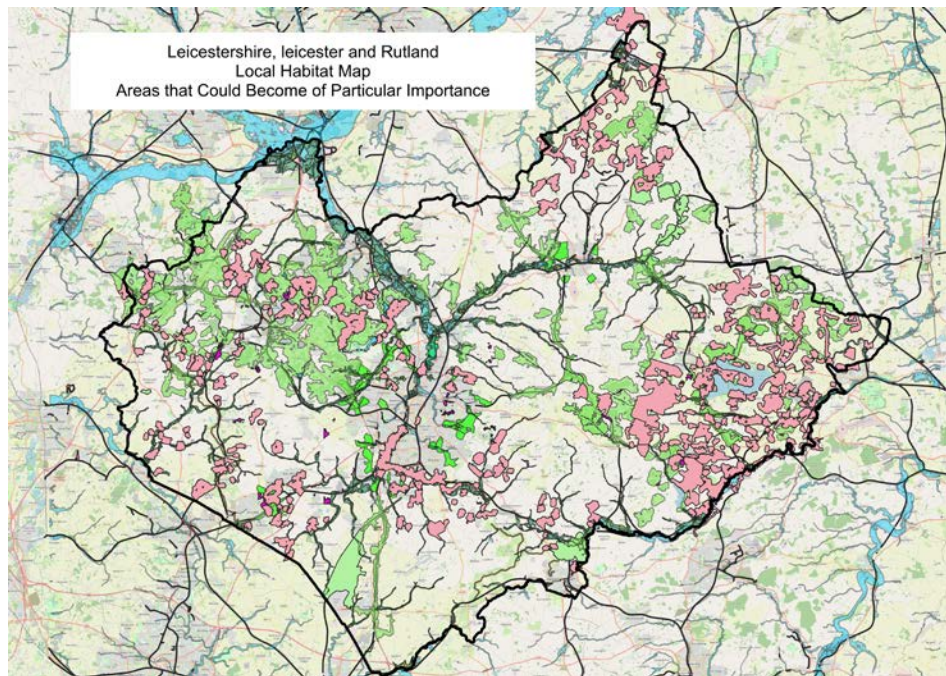 Leicestershire, leicester and Rutland
Local Habitat Map
Areas that Could Become of Particular Importance